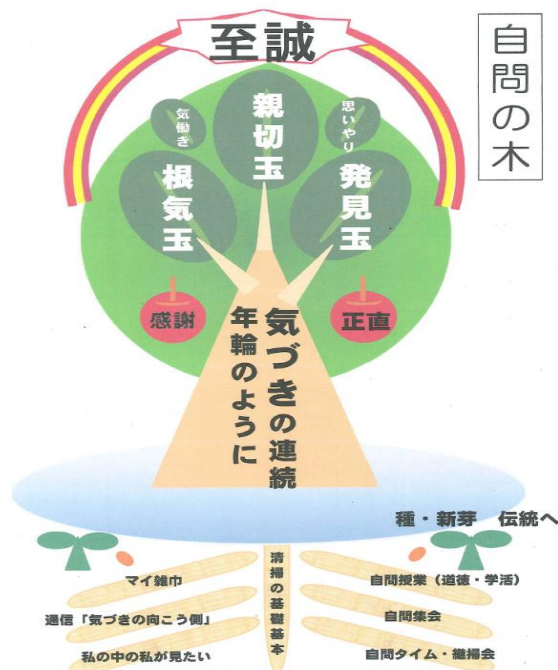 自問の木
至誠
親切玉
気働き
思いやり
根気玉
発見玉
感謝
正直
気づきの連続
年輪のように
種・新芽　伝統へ
清掃の基礎基本
マイ雑巾
通信「気づきの向こう側」
私の中の私が見たい
自問授業（道徳・学活）
自問集会
自問タイム・継掃会